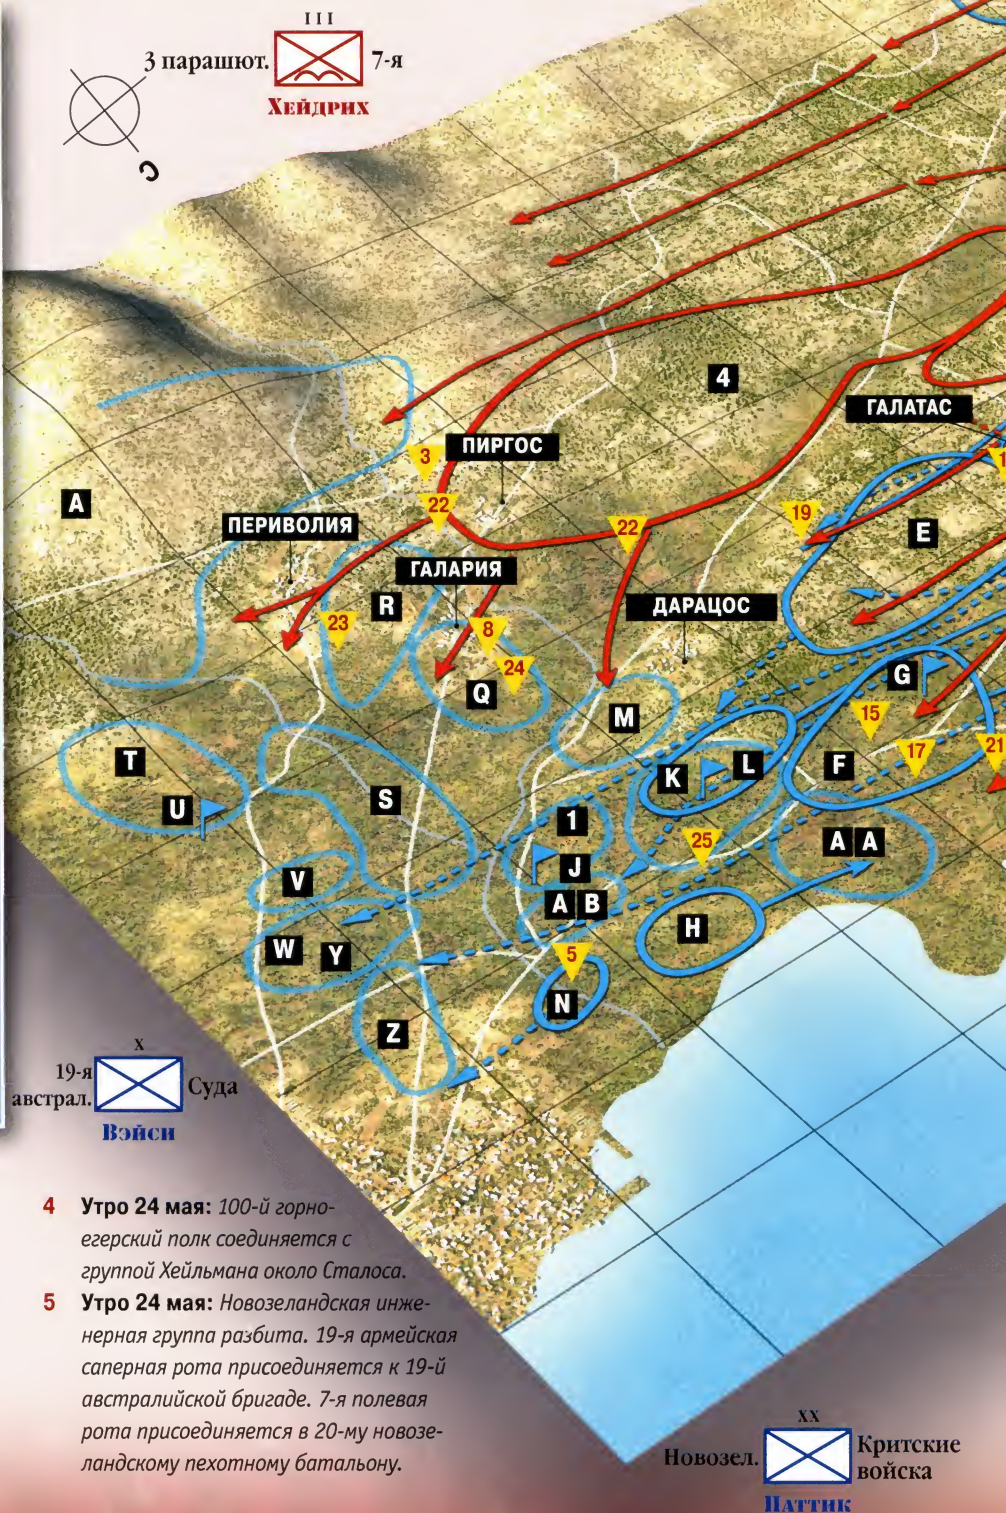 III
3 парашют.
7-я
Хейдрих
С
4
ГАЛАТАС
3
ПИРГОС
1
А
22
19
ПЕРИВОЛИЯ
22
E
ГАЛАРИЯ
R
ДАРАЦОС
23
8
24
G
Q
M
15
T
17
21
K
L
F
U
S
1
25
A A
J
V
A B
H
W
Y
5
N
Z
X
19-я
австрал.
Суда
Вэйси
4 Утро 24 мая: 100-й горно-
егерский полк соединяется с
группой Хейльмана около Сталоса.
5 Утро 24 мая: Новозеландская инже-
нерная группа разбита. 19-я армейская
саперная рота присоединяется к 19-й
австралийской бригаде. 7-я полевая
рота присоединяется в 20-му новозе-
ландскому пехотному батальону.
XX
Новозел.
Критские
войска
Паттик